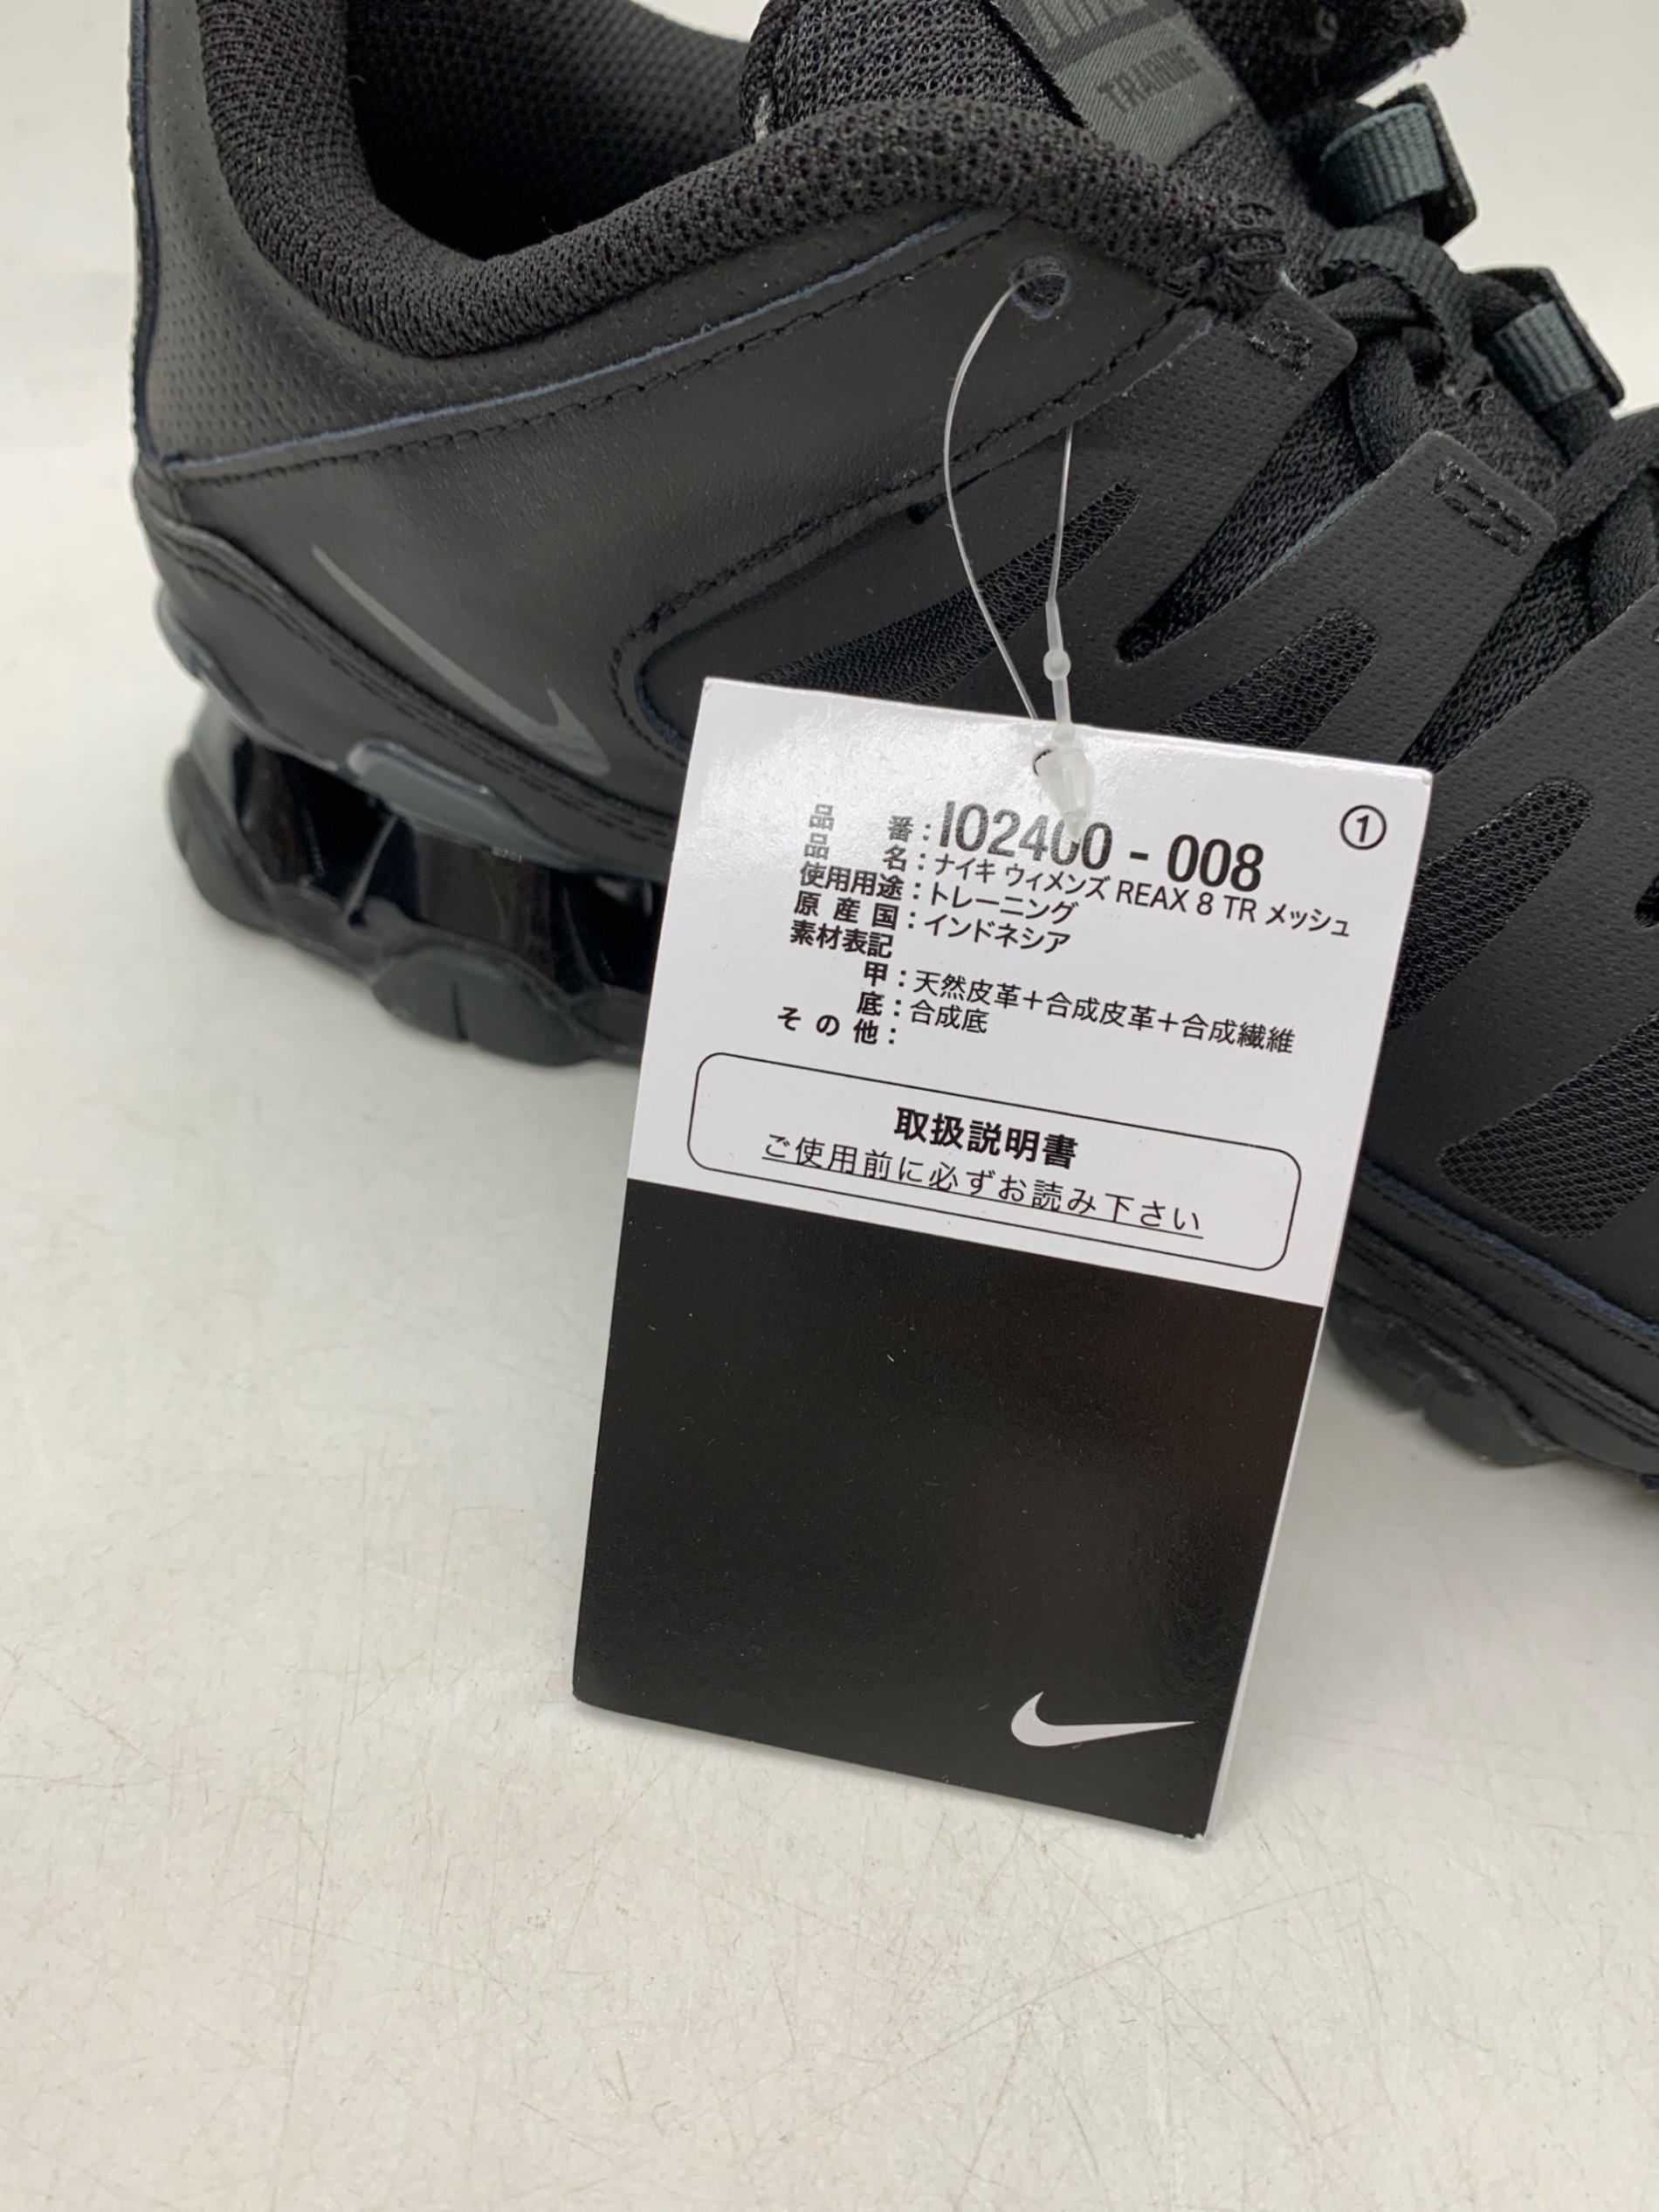 TRAINING
①
品番：IO2400 - 008
品名：ナイキ ウィメンズ REAX 8 TR メッシュ
使用用途：トレーニング
原産国：インドネシア
素材表記
甲：天然皮革＋合成皮革＋合成繊維
底：合成底
その他：
取扱説明書
ご使用前に必ずお読み下さい